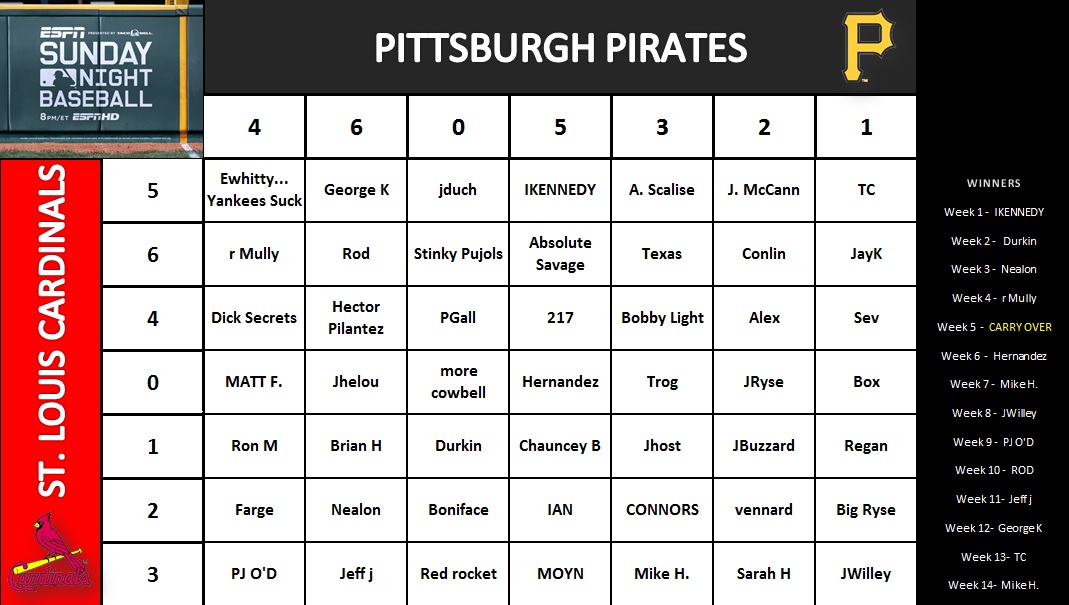 ESPN PRESENTED BY TACO BELL
SUNDAY
NIGHT
BASEBALL
8PM/ET ESPN HD
PITTSBURGH PIRATES
P
TM
4 6 0 5 3 2 1
ST. LOUIS CARDINALS
Cardinals
5 Ewhitty... Yankees Suck George K jduch IKENNEDY A. Scalise J. McCann TC
6 r Mully Rod Stinky Pujols Absolute Savage Texas Conlin JayK
4 Dick Secrets Hector Pilantez PGall 217 Bobby Light Alex Sev
0 MATT F. Jhelou more cowbell Hernandez Trog JRyse Box
1 Ron M Brian H Durkin Chauncey B Jhost JBuzzard Regan
2 Farge Nealon Boniface IAN CONNORS vennard Big Ryse
3 PJ O'D Jeff j Red rocket MOYN Mike H. Sarah H JWilley
WINNERS
Week 1 - IKENNEDY
Week 2 - Durkin
Week 3 - Nealon
Week 4 - r Mully
Week 5 - CARRY OVER
Week 6 - Hernandez
Week 7 - Mike H.
Week 8 - JWilley
Week 9 - PJ O'D
Week 10 - ROD
Week 11- Jeff j
Week 12- George K
Week 13- TC
Week 14- Mike H.